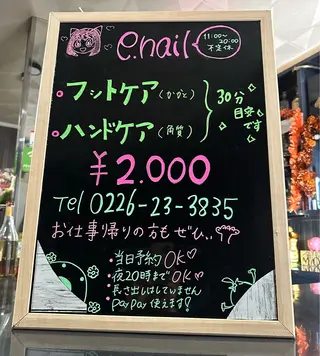 e.nail
11:00〜
20:00
不定休
・フットケア（かかと）
・ハンドケア（角質）
30分
目安
です
¥2.000
Tel 0226-23-3835
お仕事帰りの方もぜひ..
・当日予約OK♡
・夜20時までOK♡
・長さ出しはしていません
・PayPay使えます!